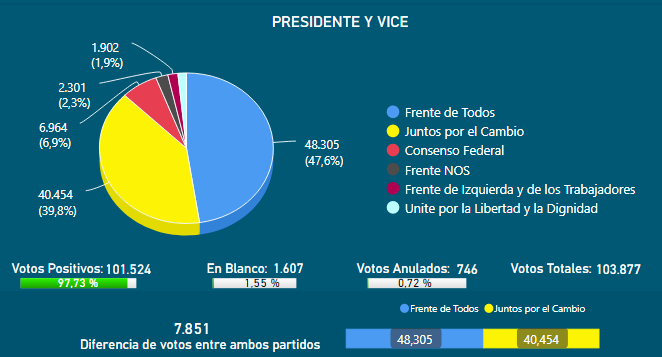 PRESIDENTE Y VICE
1.902
(1,9%)
2.301
(2,3%)
6.964
(6,9%)
40.454
(39,8%)
48.305
(47,6%)
Frente de Todos
Juntos por el Cambio
Consenso Federal
Frente NOS
Frente de Izquierda y de los Trabajadores
Unite por la Libertad y la Dignidad
Votos Positivos: 101.524
97,73 %
En Blanco: 1.607
1,55 %
Votos Anulados: 746
0,72 %
Votos Totales: 103.877
Frente de Todos Juntos por el Cambio
7.851
Diferencia de votos entre ambos partidos
48,305 40,454